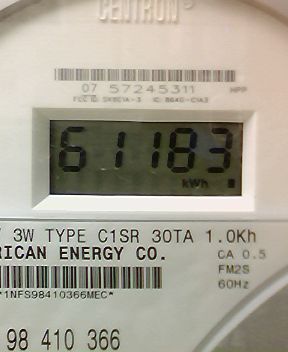 CENTRON
07 57245311 HPP
61183
kWh
3W TYPE C1SR 30TA 1.0Kh
RICAN ENERGY CO. CA 0.5
FM2S
60Hz
*1NFS98410366MEC*
98 410 366